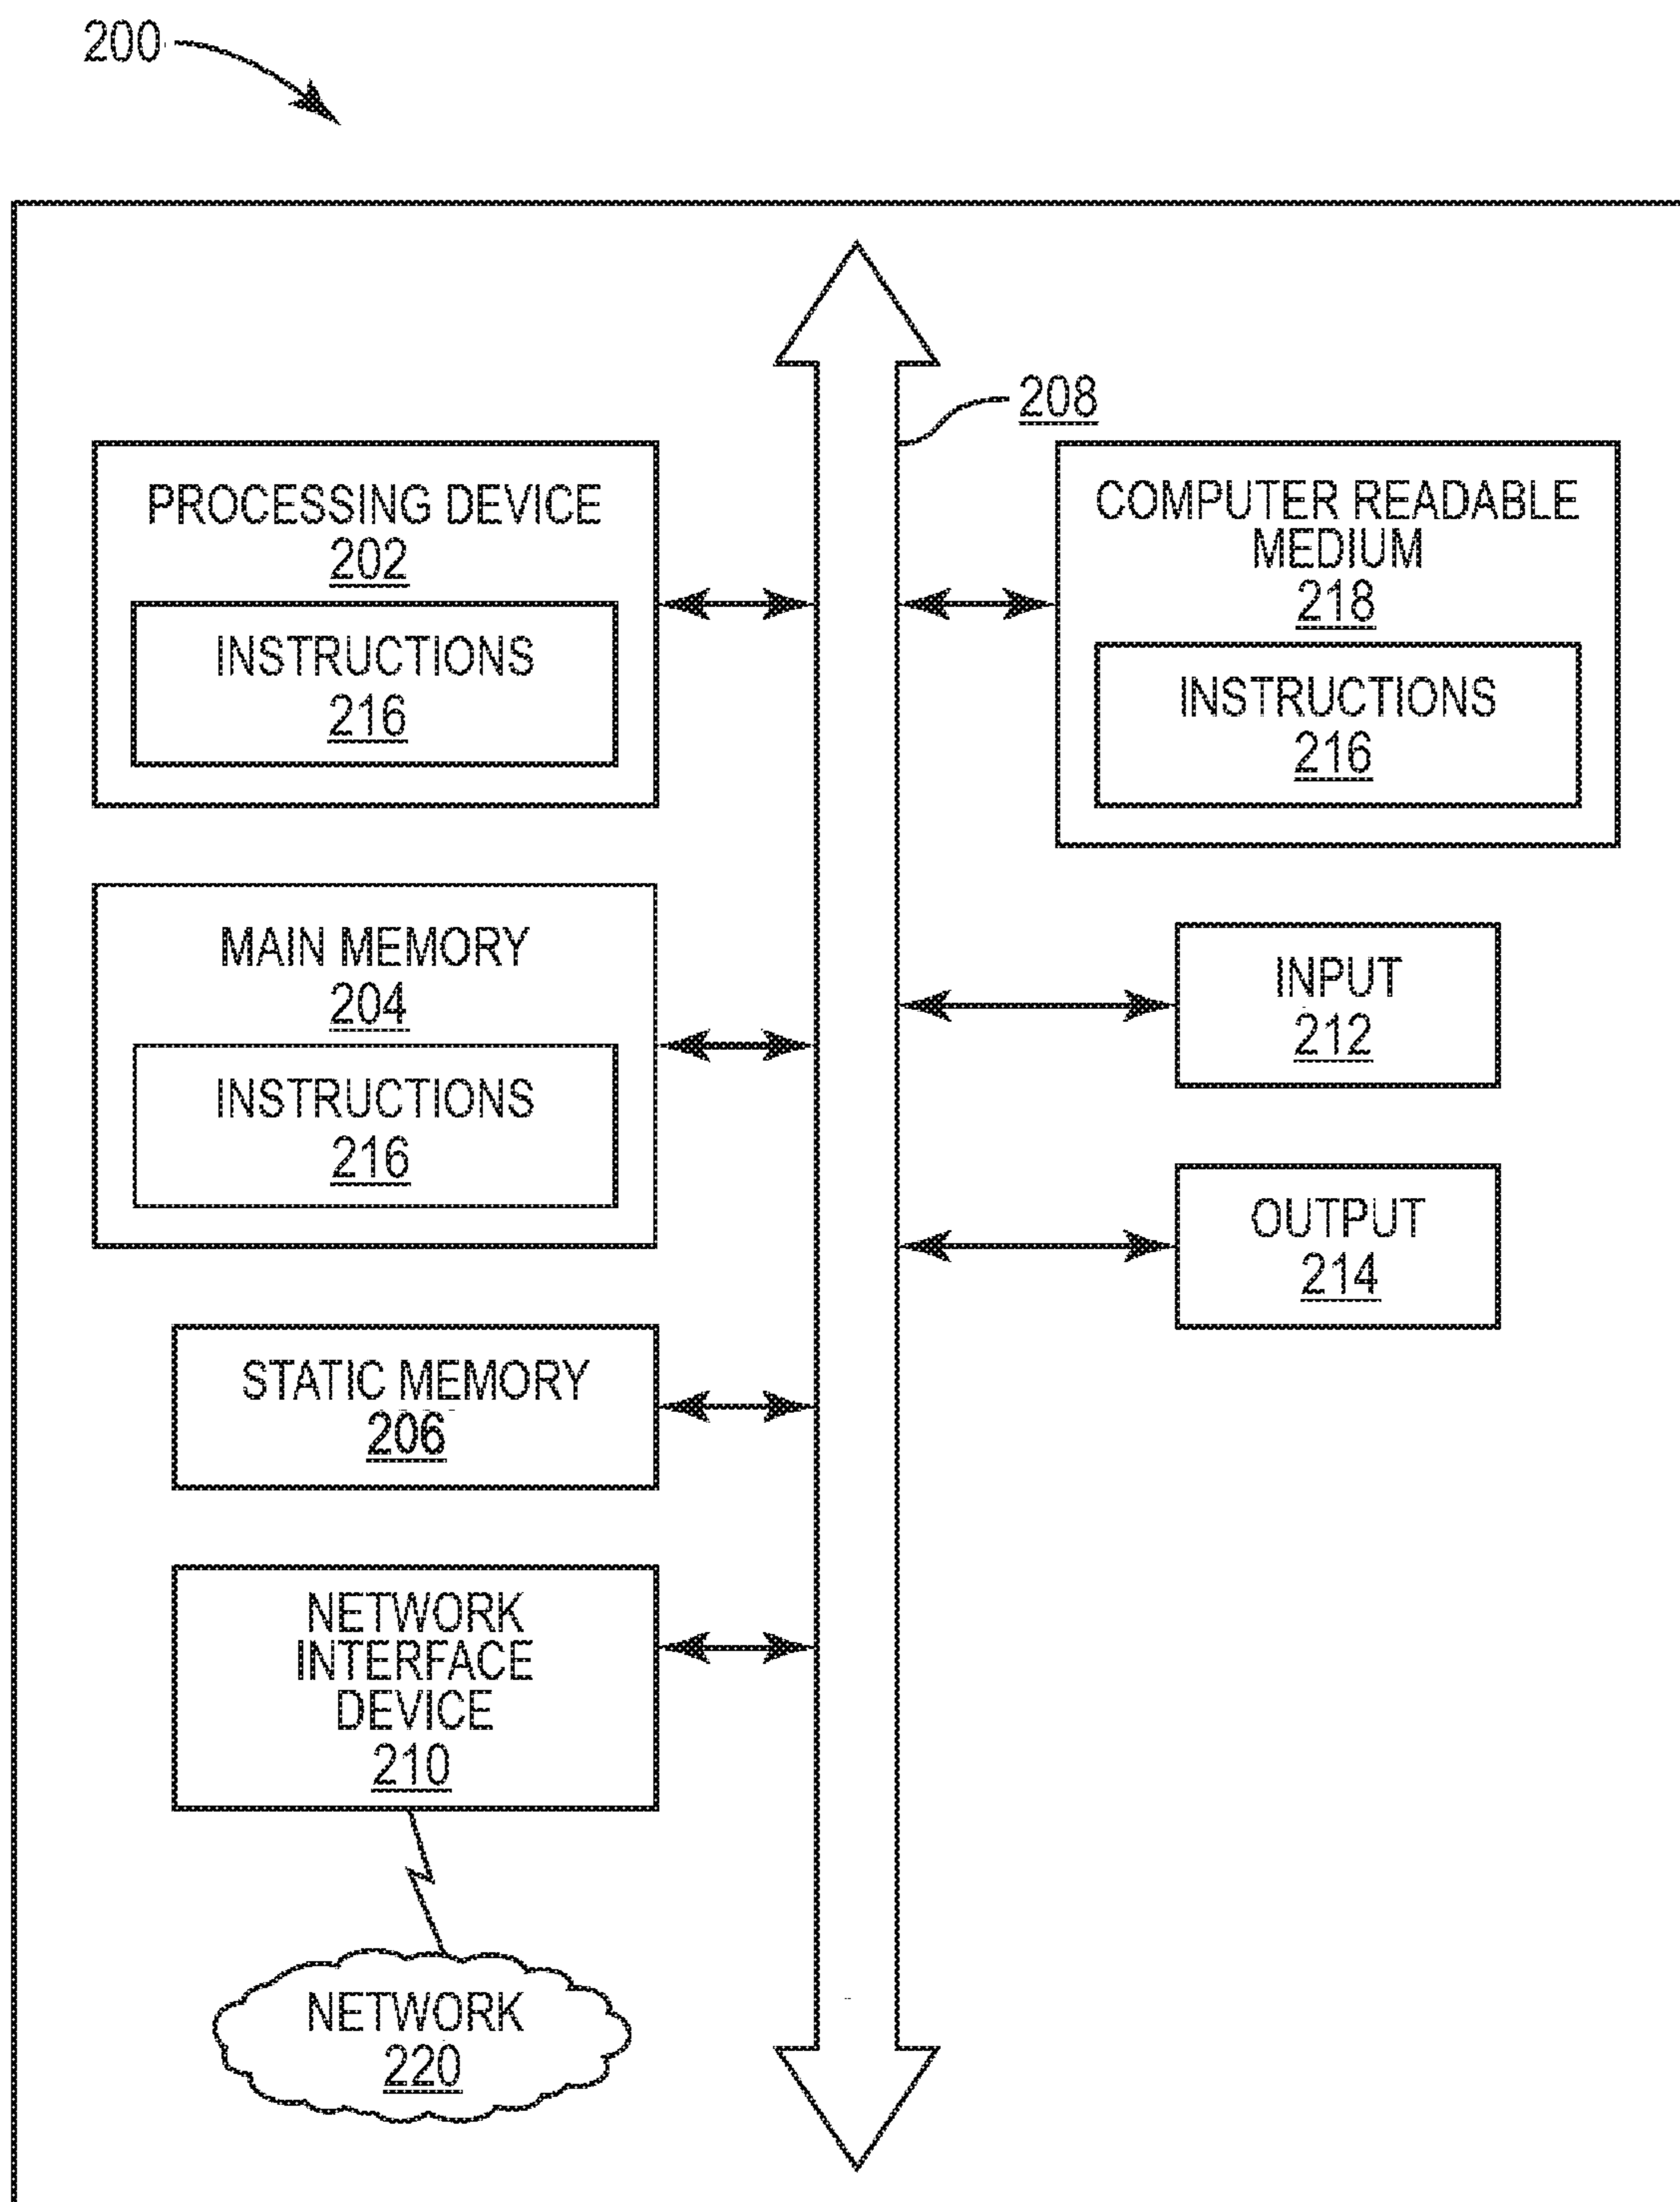 200
208
PROCESSING DEVICE
202
INSTRUCTIONS
216
COMPUTER READABLE
MEDIUM
218
INSTRUCTIONS
216
MAIN MEMORY
204
INSTRUCTIONS
216
INPUT
212
OUTPUT
214
STATIC MEMORY
206
NETWORK
INTERFACE
DEVICE
210
NETWORK
220